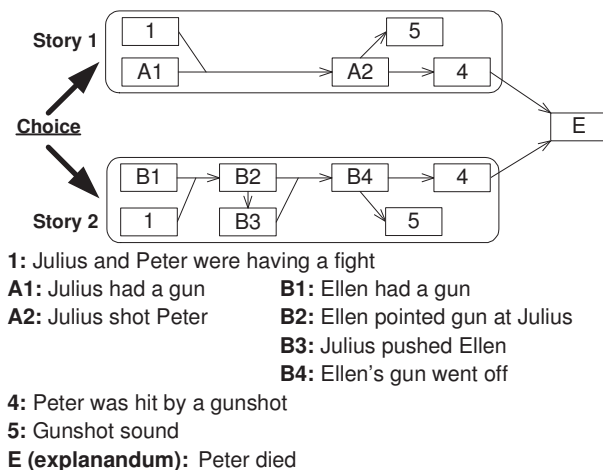 Story 1
1
5
A1
A2
4
Choice
E
B1
B2
B4
4
Story 2
1
B3
5
1: Julius and Peter were having a fight
A1: Julius had a gun
B1: Ellen had a gun
A2: Julius shot Peter
B2: Ellen pointed gun at Julius
B3: Julius pushed Ellen
B4: Ellen's gun went off
4: Peter was hit by a gunshot
5: Gunshot sound
E (explanandum): Peter died